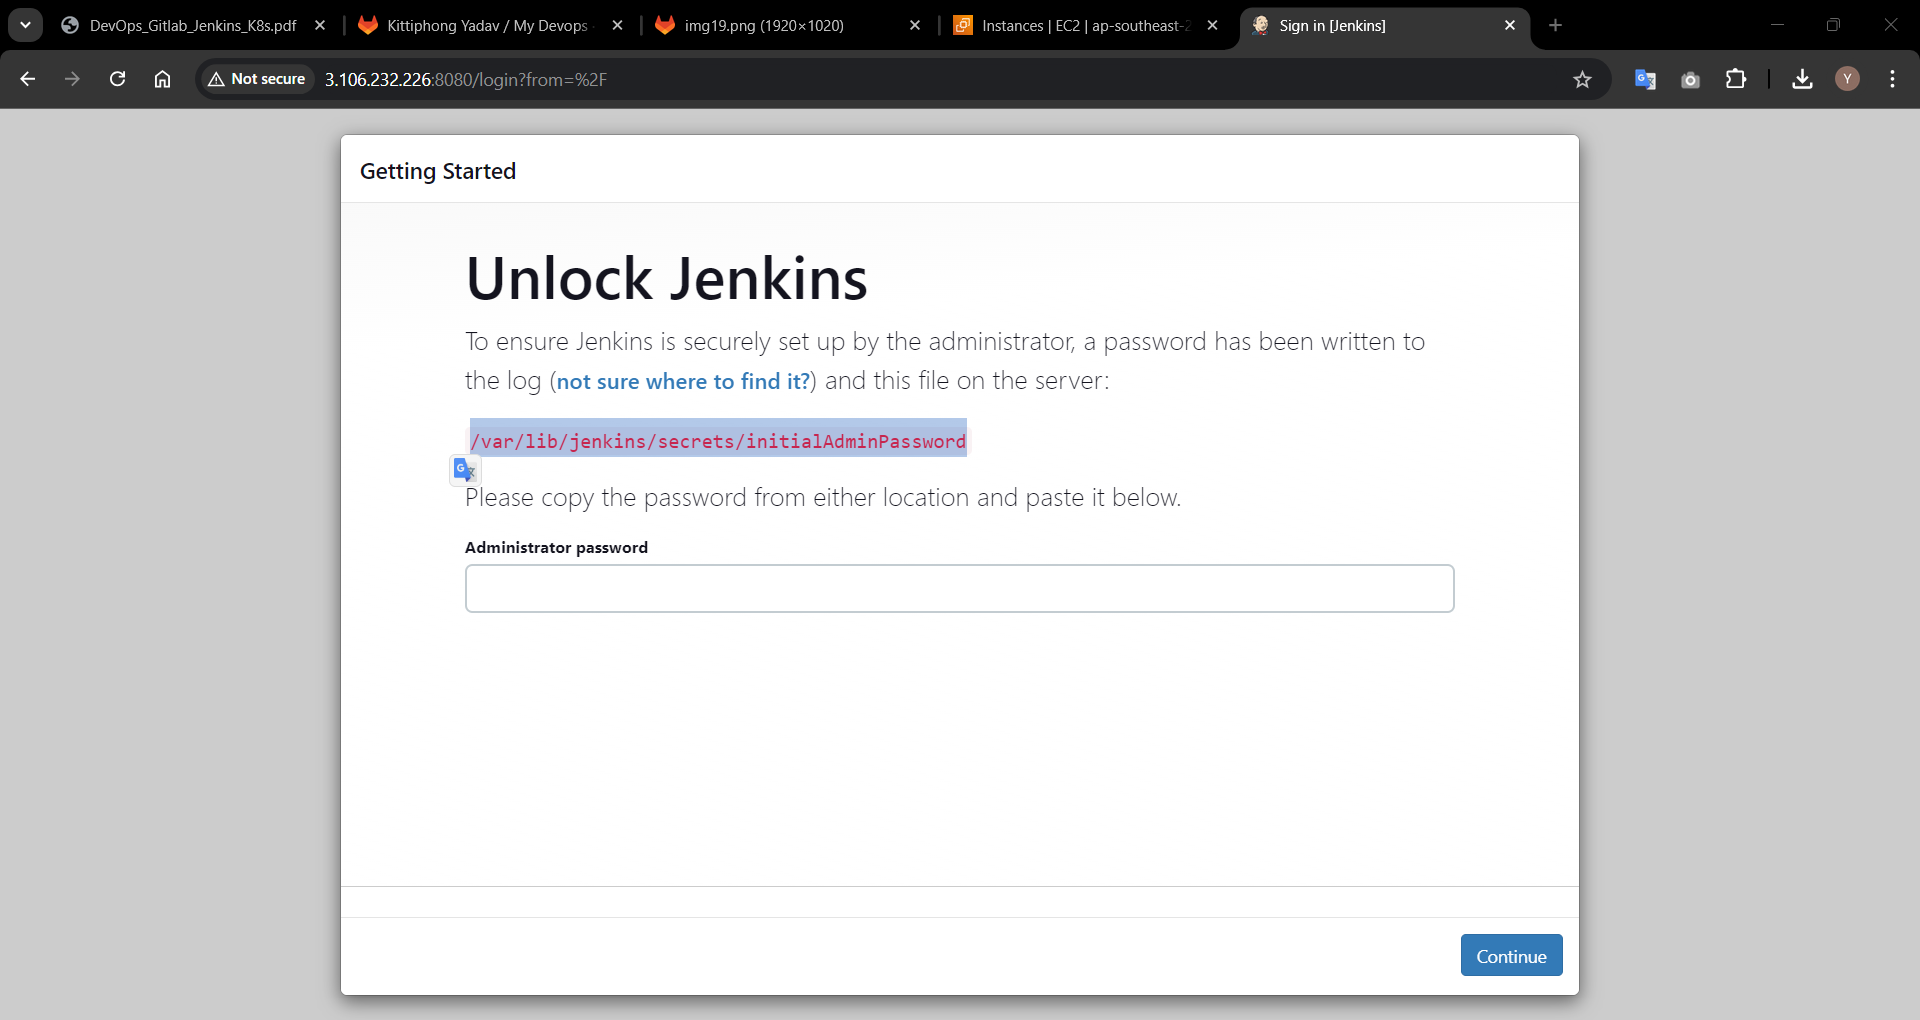 DevOps_Gitlab_Jenkins_K8s.pdf
Kittiphong Yadav / My Devops
img19.png (1920×1020)
Instances | EC2 | ap-southeast-2
Sign in [Jenkins]
Not secure
3.106.232.226:8080/login?from=%2F
Y
Getting Started
Unlock Jenkins
To ensure Jenkins is securely set up by the administrator, a password has been written to
the log (not sure where to find it?) and this file on the server:
/var/lib/jenkins/secrets/initialAdminPassword
Please copy the password from either location and paste it below.
Administrator password
Continue